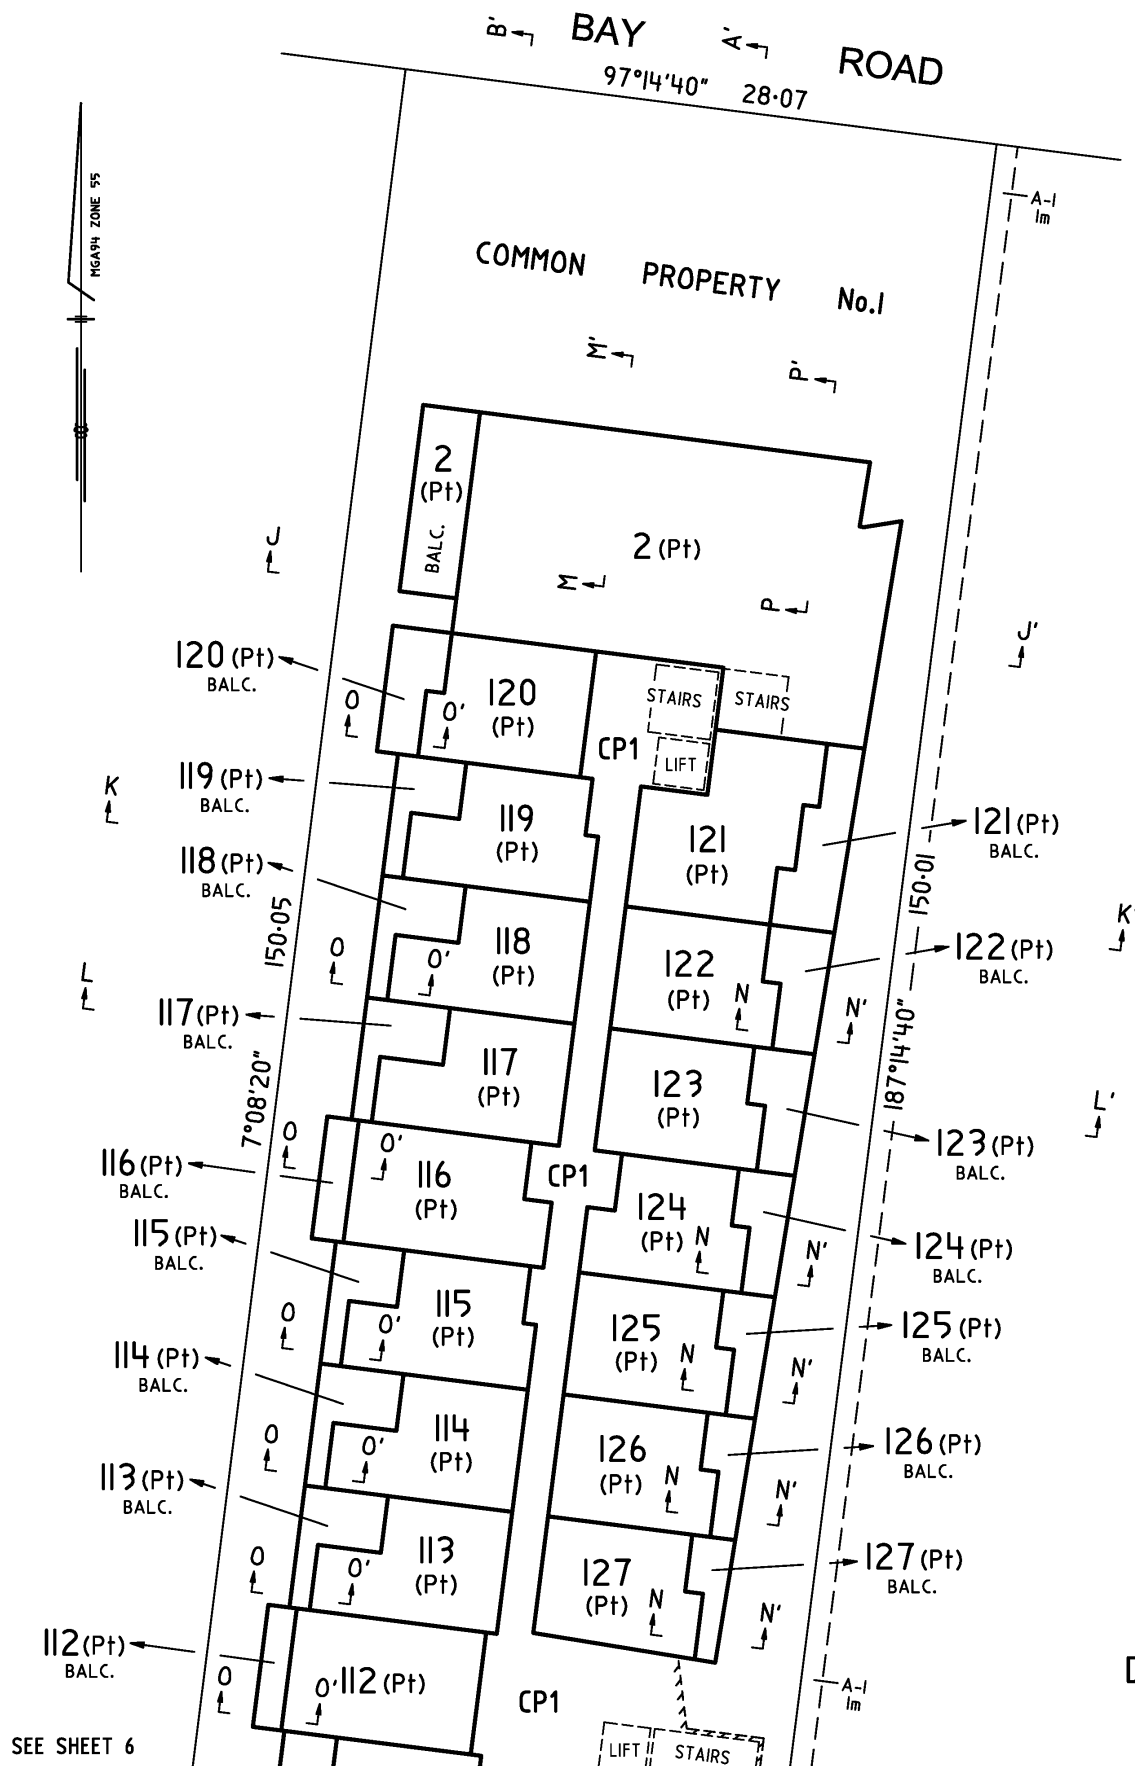 B'
BAY
A'
ROAD
97°14'40" 28·07
MGA94 ZONE 55
A-1
1m
COMMON PROPERTY No.1
M'
P'
2
(Pt)
BALC.
2 (Pt)
M
P
J
J'
120 (Pt)
BALC.
O
O'
120
(Pt)
STAIRS
STAIRS
CP1
LIFT
119 (Pt)
BALC.
K
119
(Pt)
121
(Pt)
121 (Pt)
BALC.
118 (Pt)
BALC.
150·05
150·01
O
O'
118
(Pt)
122
(Pt)
N
N'
122 (Pt)
BALC.
K'
L
117 (Pt)
BALC.
117
(Pt)
123
(Pt)
7°08'20"
187°14'40"
L'
123 (Pt)
BALC.
116 (Pt)
BALC.
O
O'
116
(Pt)
CP1
124
(Pt)
N
N'
124 (Pt)
BALC.
115 (Pt)
BALC.
O
O'
115
(Pt)
125
(Pt)
N
N'
125 (Pt)
BALC.
114 (Pt)
BALC.
O
O'
114
(Pt)
126
(Pt)
N
N'
126 (Pt)
BALC.
113 (Pt)
BALC.
O
O'
113
(Pt)
127
(Pt)
N
N'
127 (Pt)
BALC.
112 (Pt)
BALC.
O
O'
112 (Pt)
CP1
A-1
1m
SEE SHEET 6
LIFT
STAIRS